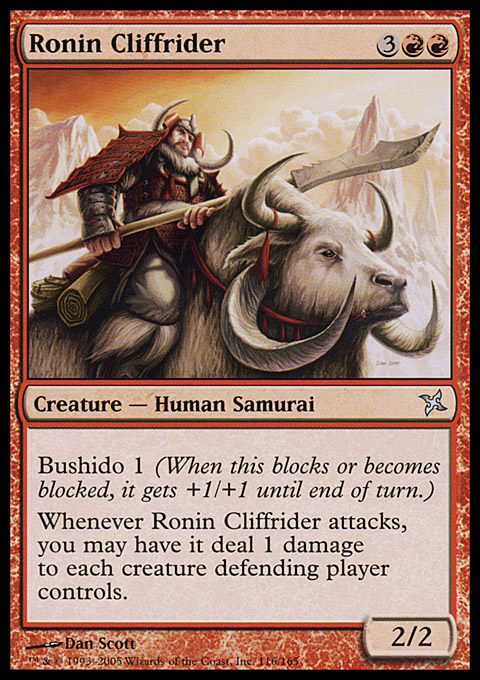 Ronin Cliffrider 3
Creature — Human Samurai
Bushido 1 (When this blocks or becomes
blocked, it gets +1/+1 until end of turn.)
Whenever Ronin Cliffrider attacks,
you may have it deal 1 damage
to each creature defending player
controls.
2/2
Dan Scott
™ & © 1993–2005 Wizards of the Coast, Inc. 116/165